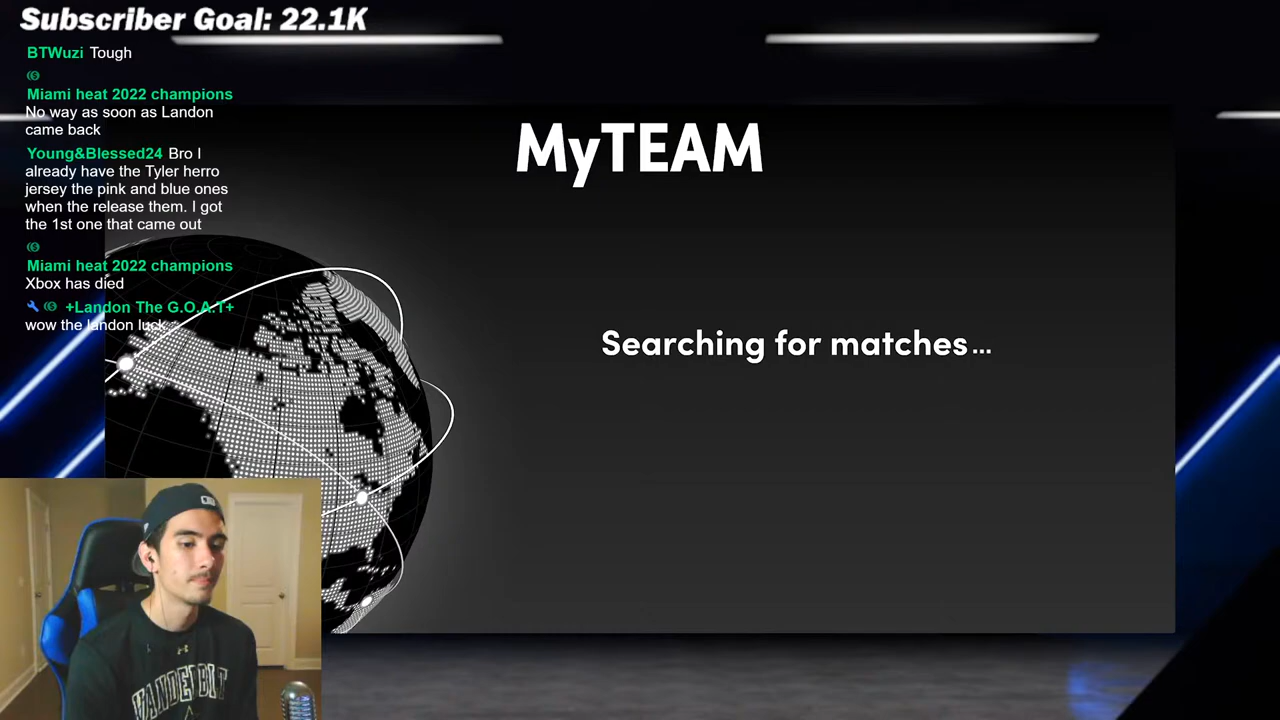 Subscriber Goal: 22.1K
BTWuzi Tough
Miami heat 2022 champions
No way as soon as Landon
came back
Young&Blessed24 Bro I
already have the Tyler herro
jersey the pink and blue ones
when the release them. I got
the 1st one that came out
Miami heat 2022 champions
Xbox has died
+Landon The G.O.A.T+
wow the landon luck
MyTEAM
Searching for matches...
VANDERBILT